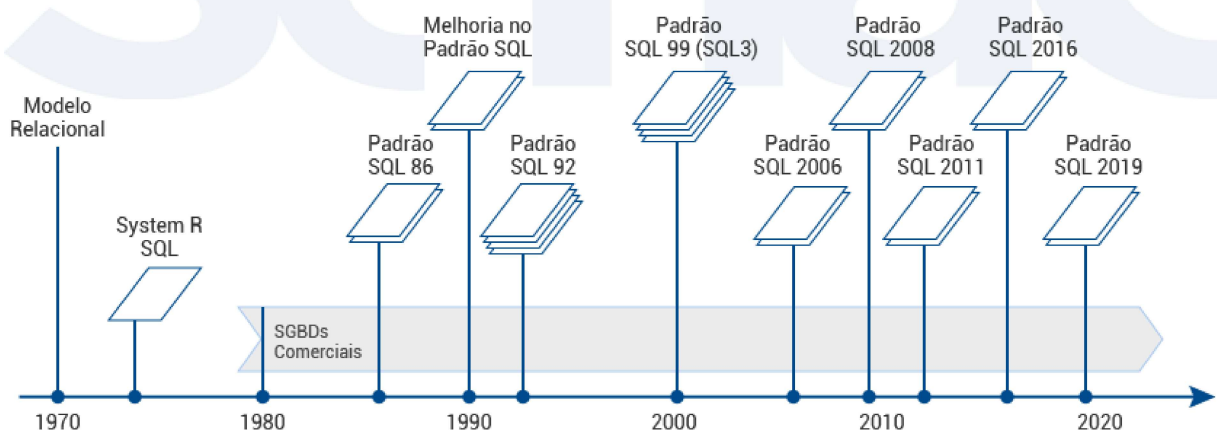 Modelo
Relacional
System R
SQL
SGBDs
Comerciais
Padrão
SQL 86
Melhoria no
Padrão SQL
Padrão
SQL 92
Padrão
SQL 99 (SQL3)
Padrão
SQL 2006
Padrão
SQL 2008
Padrão
SQL 2011
Padrão
SQL 2016
Padrão
SQL 2019
1970
1980
1990
2000
2010
2020